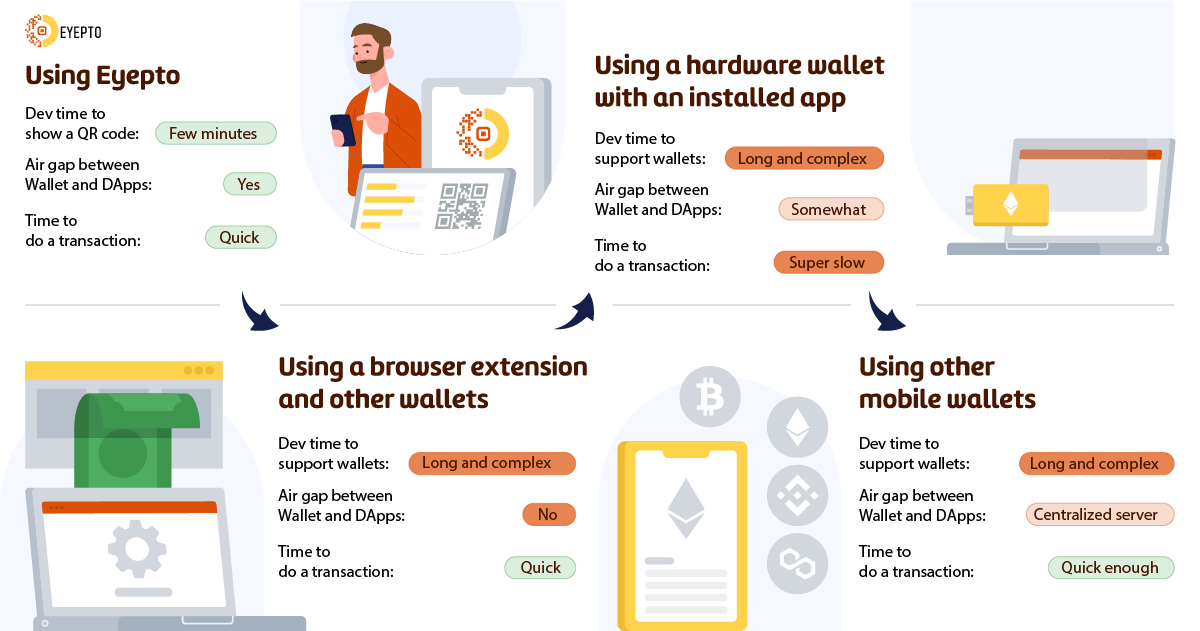 EYEPTO
Using Eyepto
Dev time to
show a QR code: Few minutes
Air gap between
Wallet and DApps: Yes
Time to
do a transaction: Quick
Using a browser extension
and other wallets
Dev time to
support wallets: Long and complex
Air gap between
Wallet and DApps: No
Time to
do a transaction: Quick
Using a hardware wallet
with an installed app
Dev time to
support wallets: Long and complex
Air gap between
Wallet and DApps: Somewhat
Time to
do a transaction: Super slow
Using other
mobile wallets
Dev time to
support wallets: Long and complex
Air gap between
Wallet and DApps: Centralized server
Time to
do a transaction: Quick enough